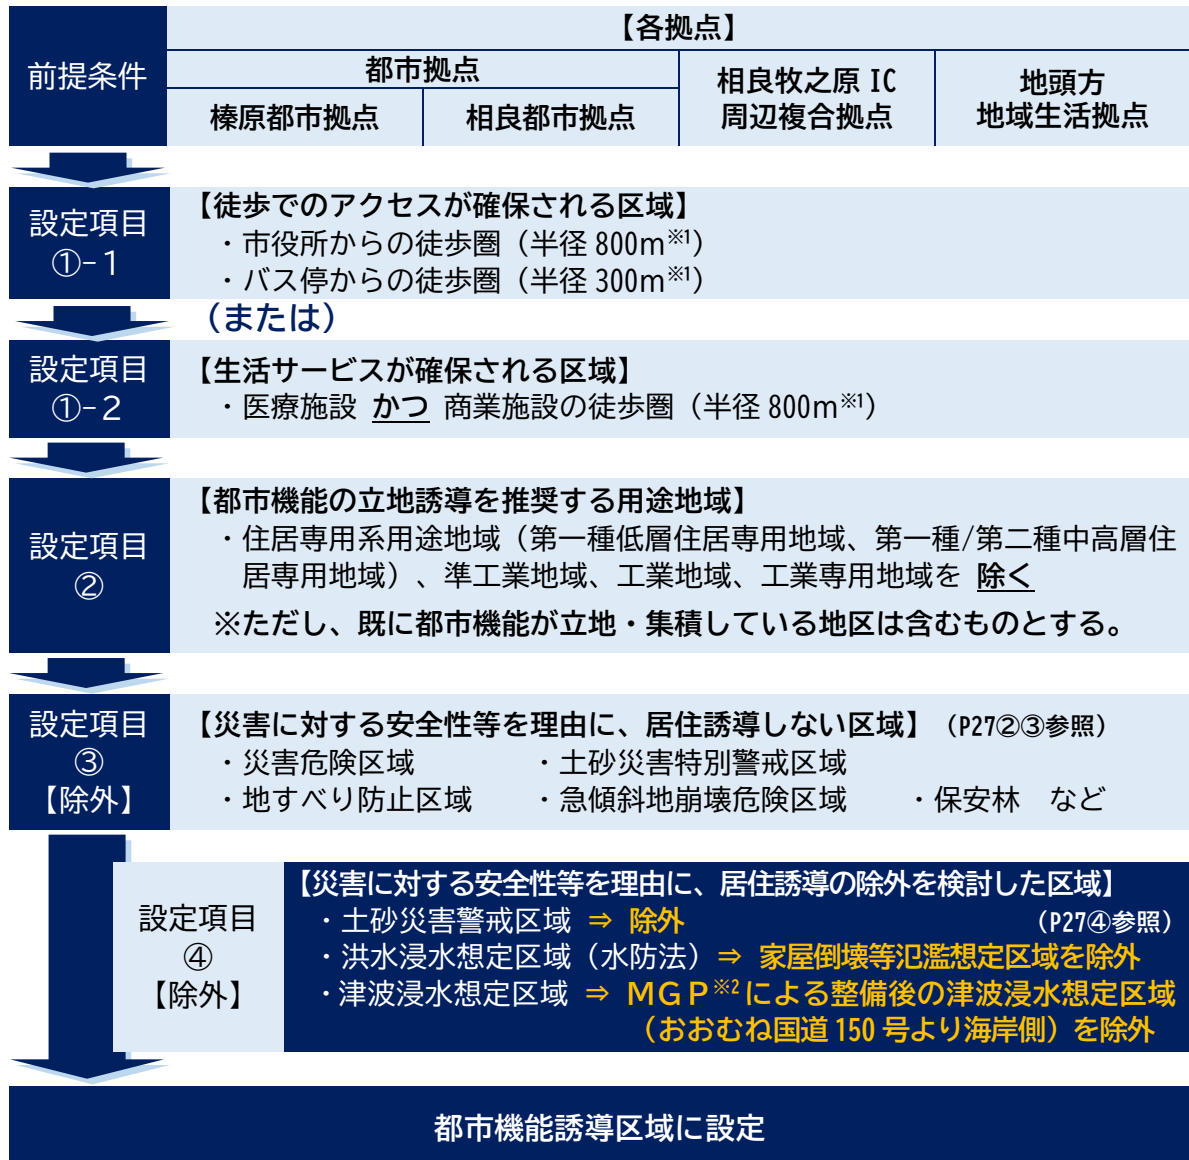 前提条件
【各拠点】
都市拠点
榛原都市拠点
相良都市拠点
相良牧之原 IC
周辺複合拠点
地頭方
地域生活拠点
設定項目
①-1
【徒歩でのアクセスが確保される区域】
・市役所からの徒歩圏（半径 800m※1）
・バス停からの徒歩圏（半径 300m※1）
（または）
設定項目
①-2
【生活サービスが確保される区域】
・医療施設 かつ 商業施設の徒歩圏（半径 800m※1）
設定項目
②
【都市機能の立地誘導を推奨する用途地域】
・住居専用系用途地域（第一種低層住居専用地域、第一種/第二種中高層住
居専用地域）、準工業地域、工業地域、工業専用地域を 除く
※ただし、既に都市機能が立地・集積している地区は含むものとする。
設定項目
③
【除外】
【災害に対する安全性等を理由に、居住誘導しない区域】（P27②③参照）
・災害危険区域 ・土砂災害特別警戒区域
・地すべり防止区域 ・急傾斜地崩壊危険区域 ・保安林　など
設定項目
④
【除外】
【災害に対する安全性等を理由に、居住誘導の除外を検討した区域】
・土砂災害警戒区域 ⇒ 除外 （P27④参照）
・洪水浸水想定区域（水防法）⇒ 家屋倒壊等氾濫想定区域を除外
・津波浸水想定区域 ⇒ ＭＧＰ※2による整備後の津波浸水想定区域
（おおむね国道 150 号より海岸側）を除外
都市機能誘導区域に設定